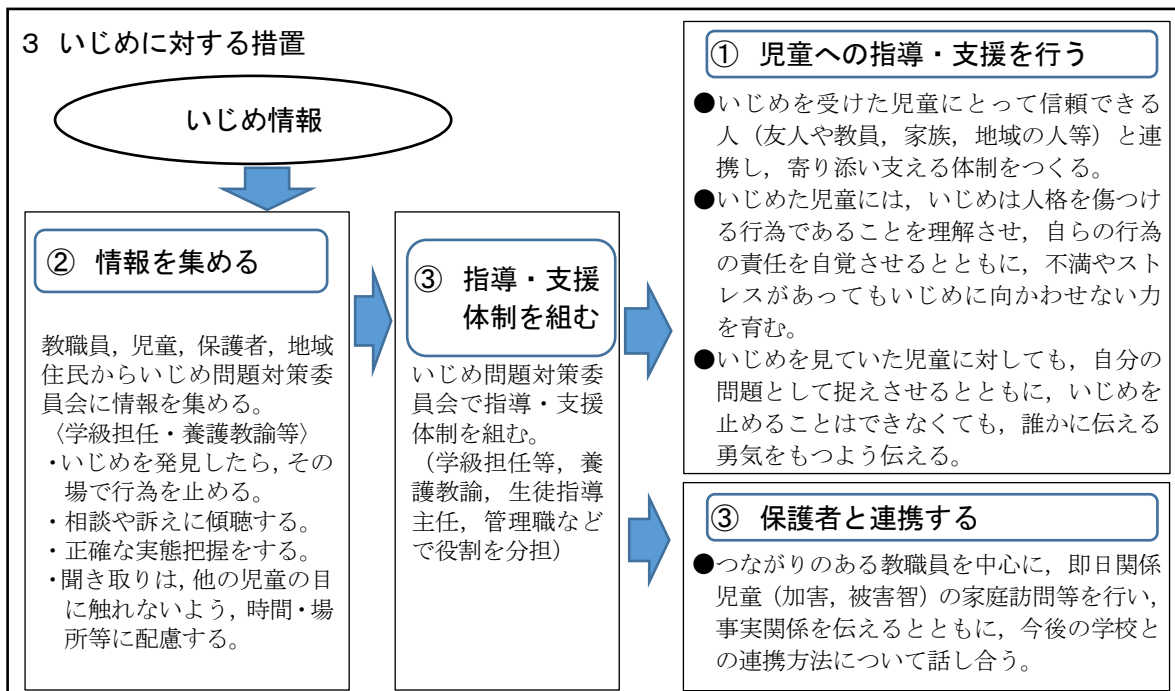 3 いじめに対する措置
いじめ情報
② 情報を集める
教職員,児童,保護者,地域
住民からいじめ問題対策委
員会に情報を集める。
〈学級担任・養護教諭等〉
・いじめを発見したら,その
場で行為を止める。
・相談や訴えに傾聴する。
・正確な実態把握をする。
・聞き取りは,他の児童の目
に触れないよう,時間・場
所等に配慮する。
③ 指導・支援
体制を組む
いじめ問題対策委
員会で指導・支援
体制を組む。
(学級担任等,養
護教諭,生徒指導
主任,管理職など
で役割を分担)
① 児童への指導・支援を行う
●いじめを受けた児童にとって信頼できる
人(友人や教員,家族,地域の人等)と連
携し,寄り添い支える体制をつくる。
●いじめた児童には,いじめは人格を傷つけ
る行為であることを理解させ,自らの行為
の責任を自覚させるとともに,不満やスト
レスがあってもいじめに向かわせない力
を育む。
●いじめを見ていた児童に対しても,自分の
問題として捉えさせるとともに,いじめを
止めることはできなくても,誰かに伝える
勇気をもつよう伝える。
③ 保護者と連携する
●つながりのある教職員を中心に,即日関係
児童(加害,被害智)の家庭訪問等を行い,
事実関係を伝えるとともに,今後の学校と
の連携方法について話し合う。